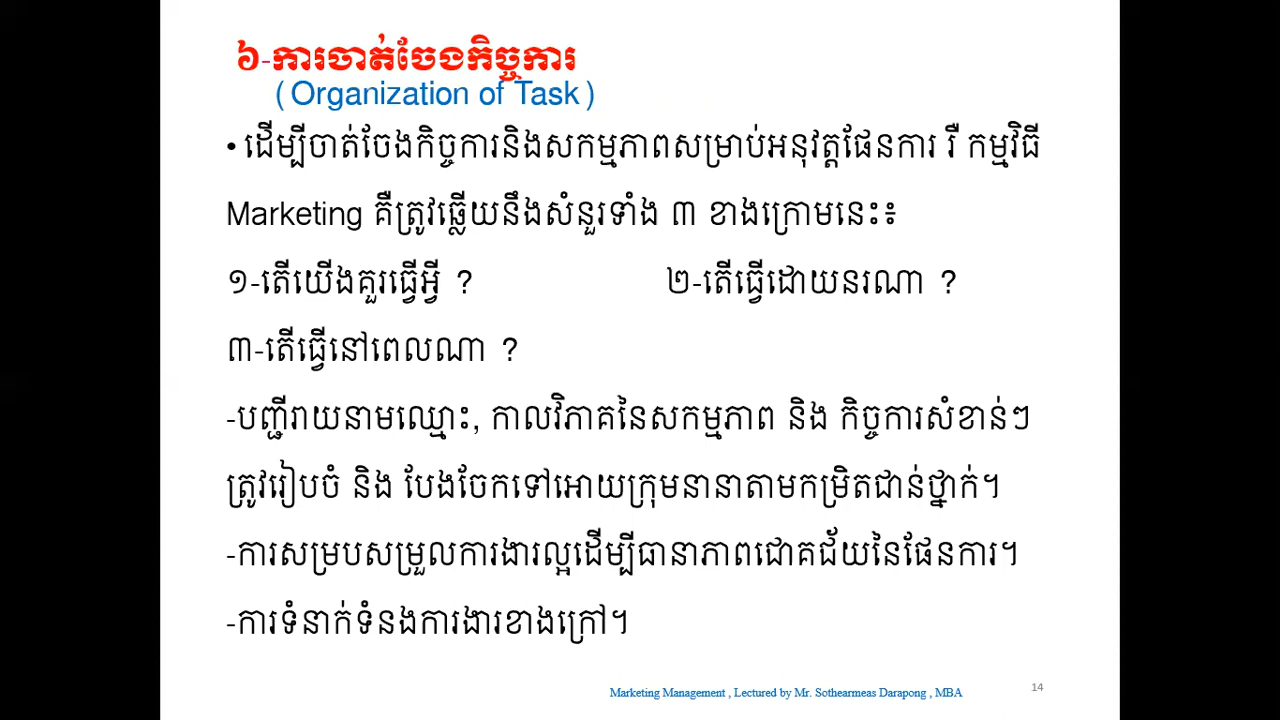 ៦-ការចាត់ចែងកិច្ចការ
( Organization of Task )
• ដើម្បីចាត់ចែងកិច្ចការនិងសកម្មភាពសម្រាប់អនុវត្តផែនការ រឺ កម្មវិធី
Marketing គឺត្រូវឆ្លើយនឹងសំនួរទាំង ៣ ខាងក្រោមនេះ៖
១-តើយើងគួរធ្វើអ្វី ? ២-តើធ្វើដោយនរណា ?
៣-តើធ្វើនៅពេលណា ?
-បញ្ជីរាយនាមឈ្មោះ, កាលវិភាគនៃសកម្មភាព និង កិច្ចការសំខាន់ៗ
ត្រូវរៀបចំ និង បែងចែកទៅអោយក្រុមនានាតាមកម្រិតជាន់ថ្នាក់។
-ការសម្របសម្រួលការងារល្អដើម្បីធានាភាពជោគជ័យនៃផែនការ។
-ការទំនាក់ទំនងការងារខាងក្រៅ។
Marketing Management , Lectured by Mr. Sothearmeas Darapong , MBA
14